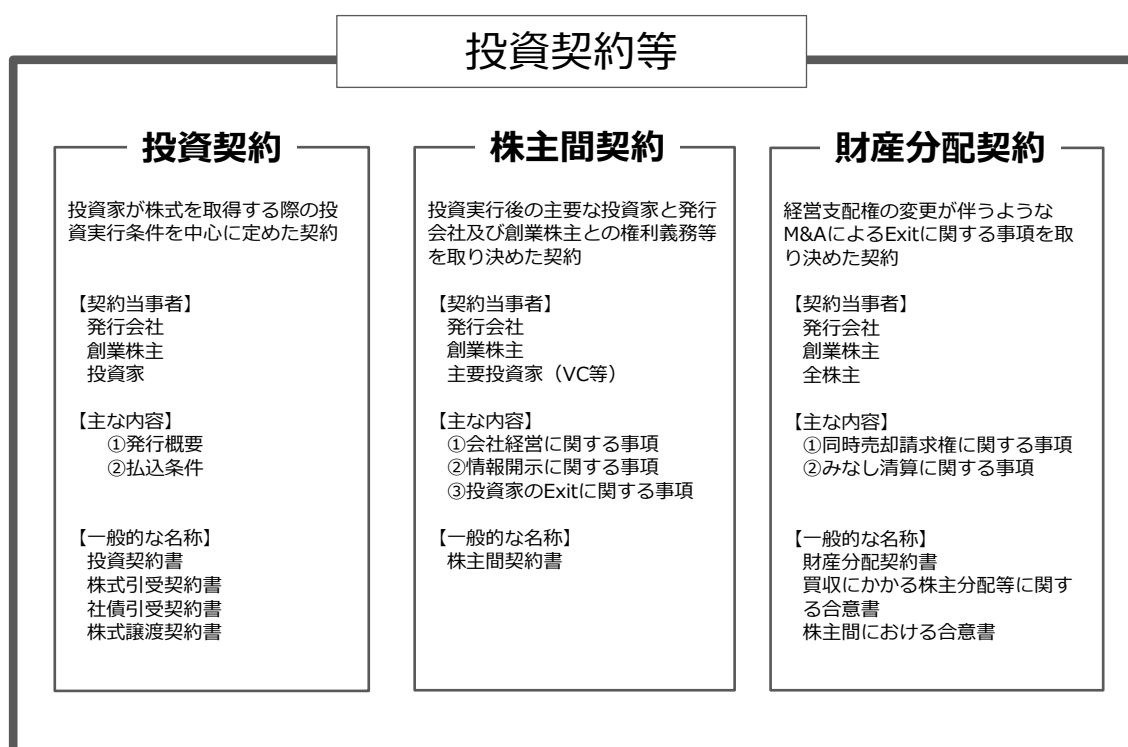 投資契約等
投資契約
投資家が株式を取得する際の投
資実行条件を中心に定めた契約
【契約当事者】
発行会社
創業株主
投資家
【主な内容】
①発行概要
②払込条件
【一般的な名称】
投資契約書
株式引受契約書
社債引受契約書
株式譲渡契約書
株主間契約
投資実行後の主要な投資家と発行
会社及び創業株主との権利義務等
を取り決めた契約
【契約当事者】
発行会社
創業株主
主要投資家（VC等）
【主な内容】
①会社経営に関する事項
②情報開示に関する事項
③投資家のExitに関する事項
【一般的な名称】
株主間契約書
財産分配契約
経営支配権の変更が伴うような
M&AによるExitに関する事項を取
り決めた契約
【契約当事者】
発行会社
創業株主
全株主
【主な内容】
①同時売却請求権に関する事項
②みなし清算に関する事項
【一般的な名称】
財産分配契約書
買収にかかる株主分配等に関す
る合意書
株主間における合意書